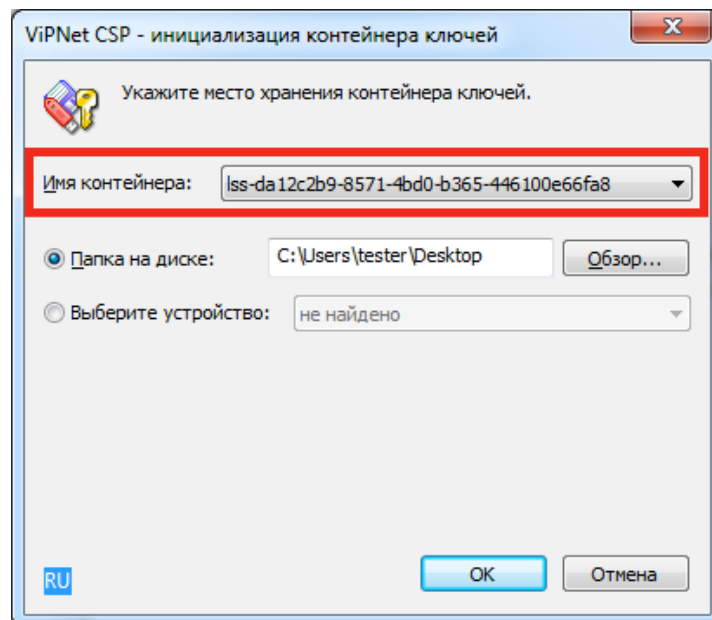 ViPNet CSP - инициализация контейнера ключей
Укажите место хранения контейнера ключей.
Имя контейнера: lss-da12c2b9-8571-4bd0-b365-446100e66fa8
Папка на диске: C:\Users\tester\Desktop Обзор...
Выберите устройство: не найдено
RU OK Отмена